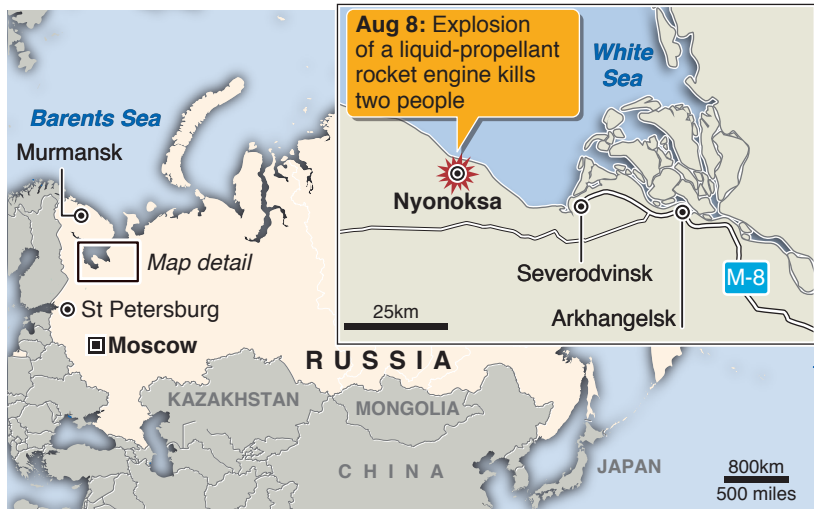 Aug 8: Explosion
of a liquid-propellant
rocket engine kills
two people
White
Sea
Nyonoksa
Severodvinsk
Arkhangelsk
M-8
25km
Barents Sea
Murmansk
Map detail
St Petersburg
Moscow
RUSSIA
KAZAKHSTAN
MONGOLIA
CHINA
JAPAN
800km
500 miles